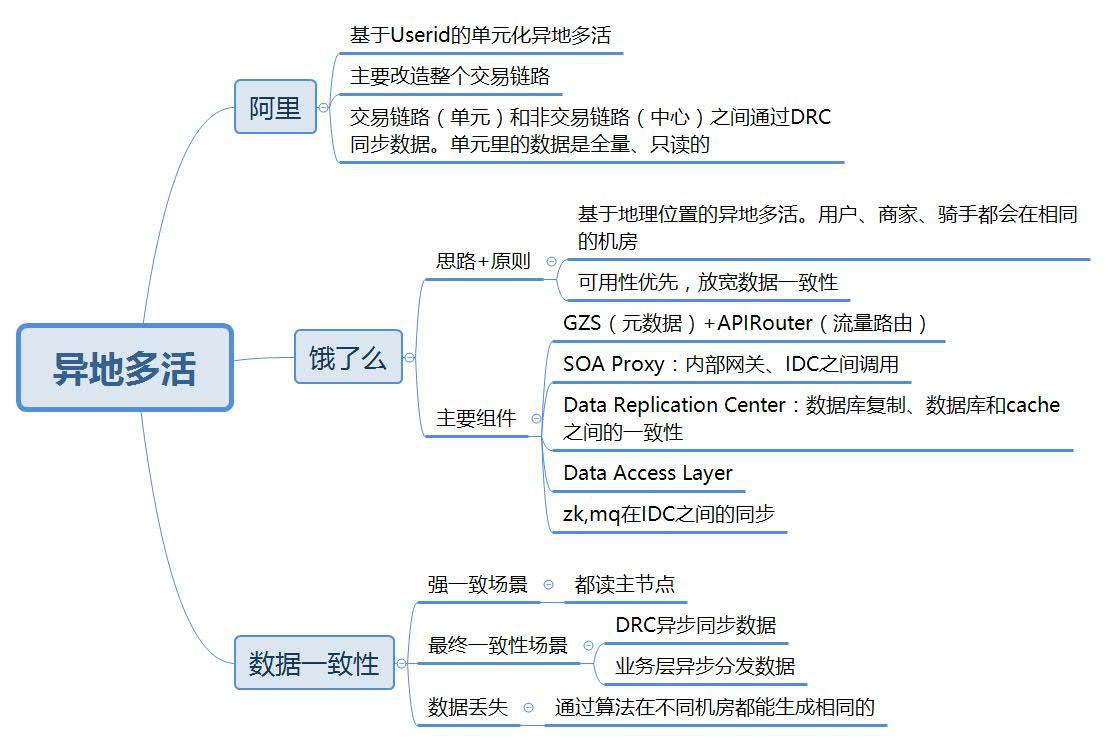 异地多活
阿里
基于Userid的单元化异地多活
主要改造整个交易链路
交易链路（单元）和非交易链路（中心）之间通过DRC
同步数据。单元里的数据是全量、只读的
饿了么
思路+原则
基于地理位置的异地多活。用户、商家、骑手都会在相同
的机房
可用性优先，放宽数据一致性
主要组件
GZS（元数据）+APIRouter（流量路由）
SOA Proxy：内部网关、IDC之间调用
Data Replication Center：数据库复制、数据库和cache
之间的一致性
Data Access Layer
zk,mq在IDC之间的同步
数据一致性
强一致场景
都读主节点
最终一致性场景
DRC异步同步数据
业务层异步分发数据
数据丢失
通过算法在不同机房都能生成相同的